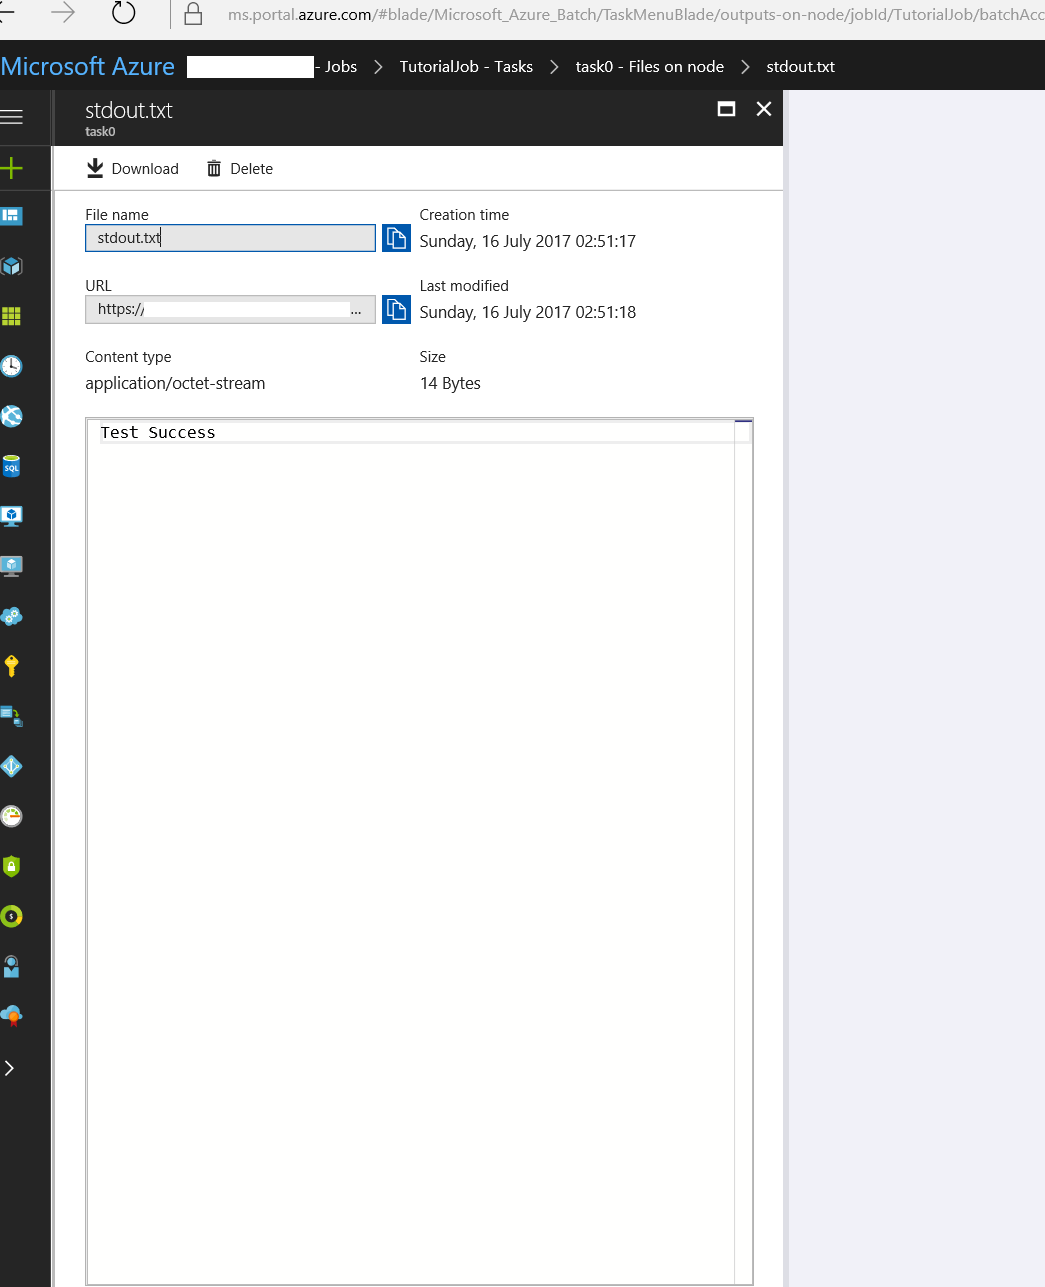 ms.portal.azure.com/#blade/Microsoft_Azure_Batch/TaskMenuBlade/outputs-on-node/jobId/TutorialJob/batchAcc
Microsoft Azure - Jobs > TutorialJob - Tasks > task0 - Files on node > stdout.txt
stdout.txt
task0
Download Delete
File name
stdout.txt
Creation time
Sunday, 16 July 2017 02:51:17
URL
https:// ...
Last modified
Sunday, 16 July 2017 02:51:18
Content type
application/octet-stream
Size
14 Bytes
Test Success
SQL